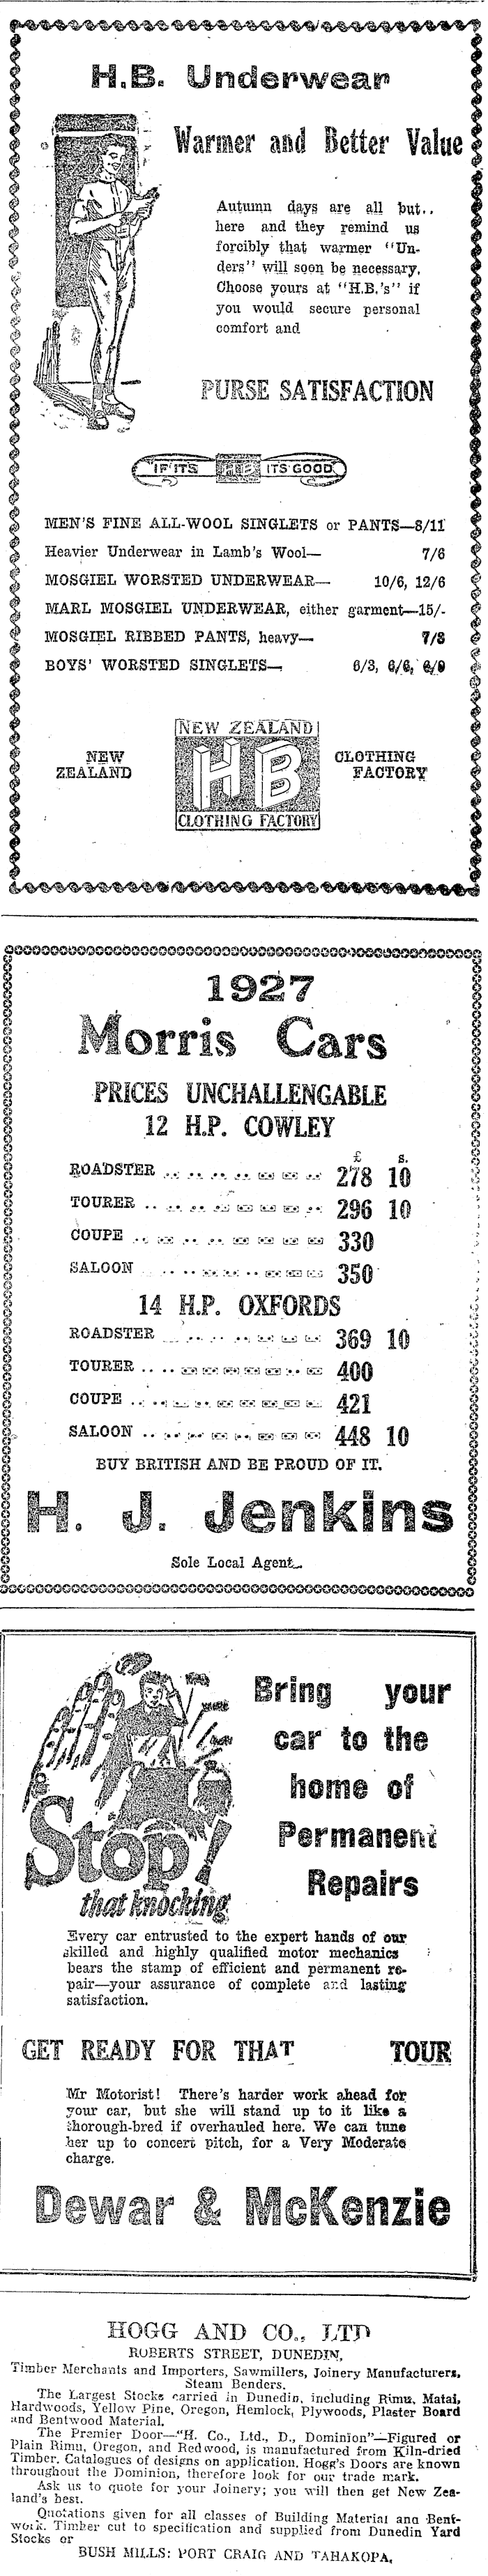 H.B. Underwear
Warmer and Better Value
Autumn days are all but..
here and they remind us
forcibly that warmer "Un-
ders" will soon be necessary.
Choose yours at "H.B.'s" if
you would secure personal
comfort and
PURSE SATISFACTION
"IF ITS HB ITS GOOD"
MEN'S FINE ALL-WOOL SINGLETS or PANTS—8/11
Heavier Underwear in Lamb's Wool— 7/6
MOSGIEL WORSTED UNDERWEAR— 10/6, 12/6
MARL MOSGIEL UNDERWEAR, either garment—15/-
MOSGIEL RIBBED PANTS, heavy—
BOYS' WORSTED SINGLETS— 6/3, 6/6, 6/9
NEW ZEALAND
HB
CLOTHING FACTORY
NEW
ZEALAND
CLOTHING
FACTORY
1927
Morris Cars
PRICES UNCHALLENGABLE
12 H.P. COWLEY
£ s.
ROADSTER .. .. .. .. .. .. .. .. 278 10
TOURER .. .. .. .. .. .. .. .. .. 296 10
COUPE .. .. .. .. .. .. .. .. 330
SALOON .. .. .. .. .. .. .. 350
14 H.P. OXFORDS
ROADSTER .. .. .. .. .. .. .. 369 10
TOURER .. .. .. .. .. .. .. .. .. 400
COUPE .. .. .. .. .. .. .. .. .. 421
SALOON .. .. .. .. .. .. .. .. 448 10
BUY BRITISH AND BE PROUD OF IT.
H. J. Jenkins
Sole Local Agent.
Stop!
that knocking
Bring your
car to the
home of
Permanent
Repairs
Every car entrusted to the expert hands of our
skilled and highly qualified motor mechanics
bears the stamp of efficient and permanent re-
pair—your assurance of complete and lasting
satisfaction.
GET READY FOR THAT TOUR
Mr Motorist! There's harder work ahead for
your car, but she will stand up to it like a
thorough-bred if overhauled here. We can tune
her up to concert pitch, for a Very Moderate
charge.
Dewar & McKenzie
HOGG AND CO., LTD
ROBERTS STREET, DUNEDIN,
Timber Merchants and Importers, Sawmillers, Joinery Manufacturers,
Steam Benders.
The Largest Stocks carried in Dunedin, including Rimu, Matai,
Hardwoods, Yellow Pine, Oregon, Hemlock, Plywoods, Plaster Board
and Bentwood Material.
The Premier Door—"H. Co., Ltd., D., Dominion"—Figured or
Plain Rimu, Oregon, and Redwood, is manufactured from Kiln-dried
Timber. Catalogues of designs on application. Hogg's Doors are known
throughout the Dominion, therefore look for our trade mark.
Ask us to quote for your Joinery; you will then get New Zea-
land's best.
Quotations given for all classes of Building Material and Bent-
work. Timber cut to specification and supplied from Dunedin Yard
Stocks or
BUSH MILLS: PORT CRAIG AND TAHAKOPA.